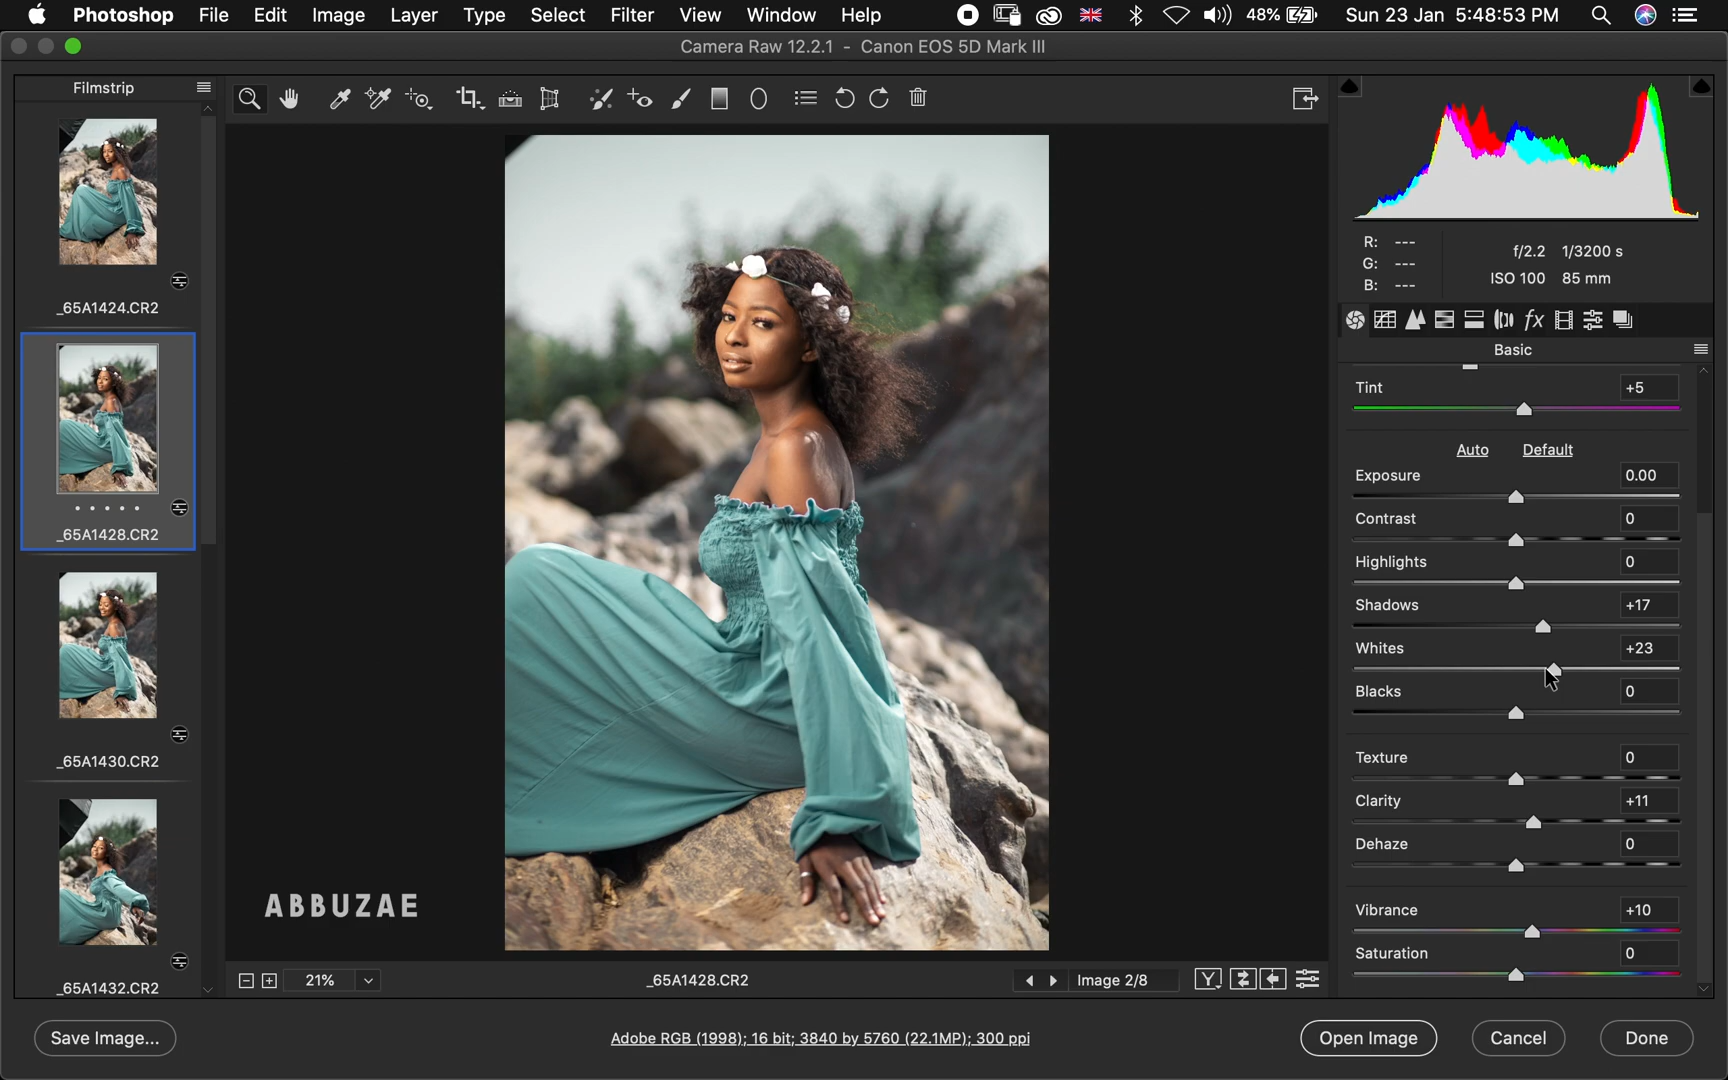 Photoshop File Edit Image Layer Type Select Filter View Window Help 48% Sun 23 Jan 5:48:53 PM
Camera Raw 12.2.1 - Canon EOS 5D Mark III
Filmstrip
_65A1424.CR2
_65A1428.CR2
_65A1430.CR2
_65A1432.CR2
ABBUZAE
21%
_65A1428.CR2
Image 2/8
Y
R: ---
G: ---
B: ---
f/2.2 1/3200 s
ISO 100 85 mm
fx
Basic
Tint +5
Auto Default
Exposure 0.00
Contrast 0
Highlights 0
Shadows +17
Whites +23
Blacks 0
Texture 0
Clarity +11
Dehaze 0
Vibrance +10
Saturation 0
Save Image...
Adobe RGB (1998); 16 bit; 3840 by 5760 (22.1MP); 300 ppi
Open Image
Cancel
Done